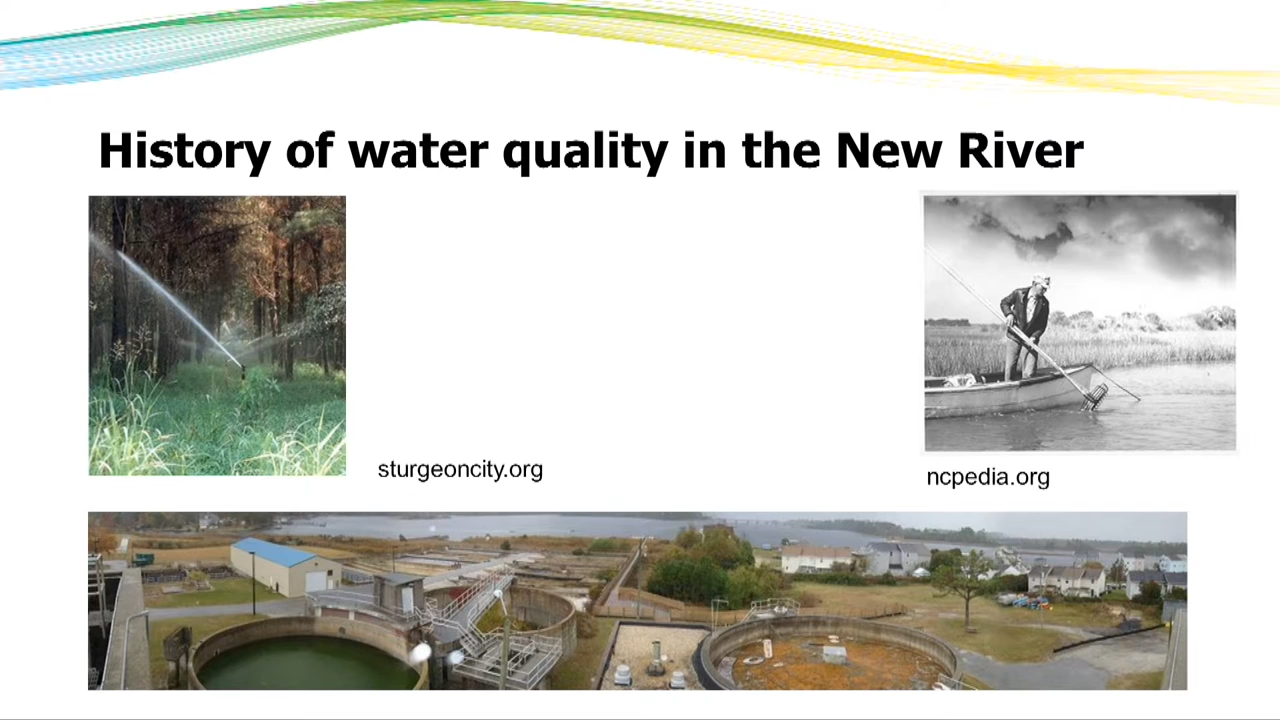 History of water quality in the New River
sturgeoncity.org
ncpedia.org